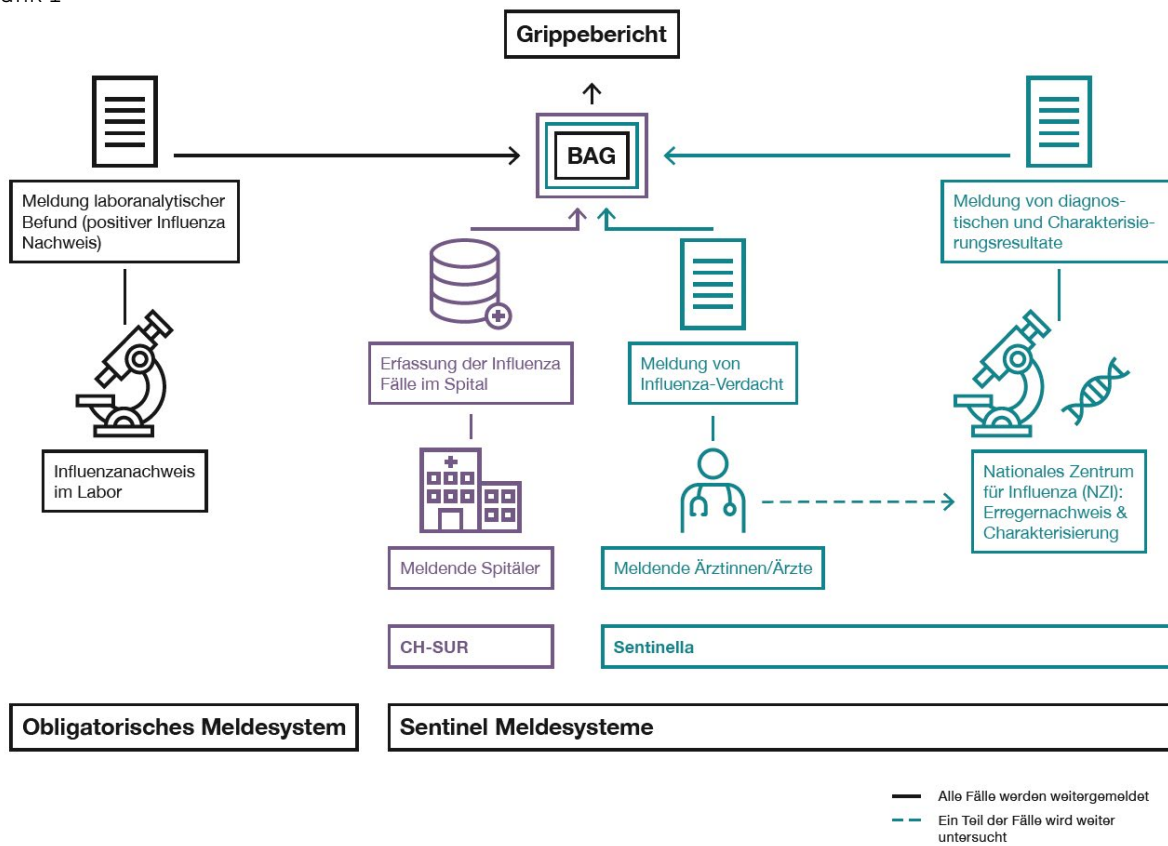 Grippebericht
BAG
Meldung laboranalytischer
Befund (positiver Influenza
Nachweis)
Meldung von diagnos-
tischen und Charakterisie-
rungsresultate
Erfassung der Influenza
Fälle im Spital
Meldung von
Influenza-Verdacht
Influenzanachweis
im Labor
Nationales Zentrum
für Influenza (NZI):
Erregernachweis &
Charakterisierung
Meldende Spitäler
Meldende Ärztinnen/Ärzte
CH-SUR
Sentinella
Obligatorisches Meldesystem
Sentinel Meldesysteme
Alle Fälle werden weitergemeldet
Ein Teil der Fälle wird weiter
untersucht